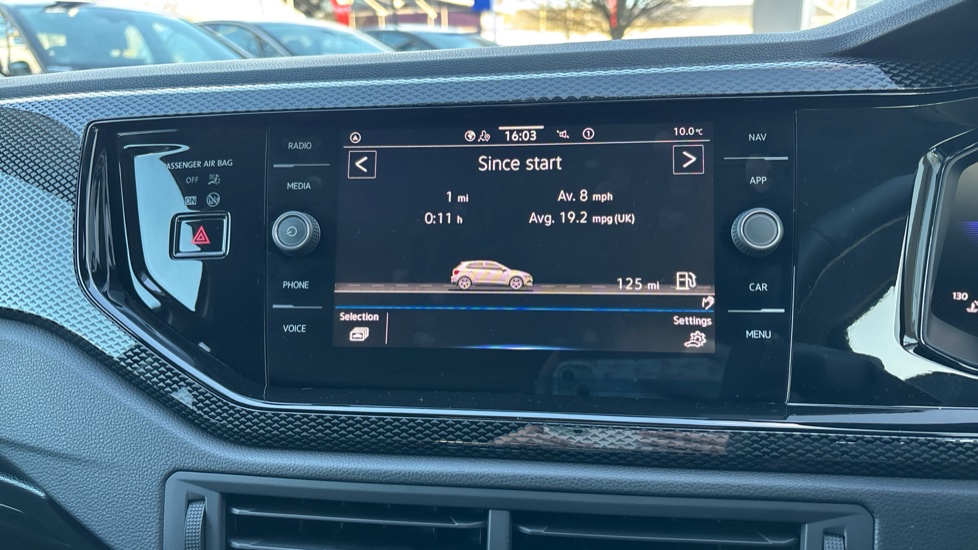 RADIO
MEDIA
PHONE
VOICE
PASSENGER AIR BAG
OFF
ON
16:03
1
10.0°C
<
Since start
>
1 mi
Av. 8 mph
0:11 h
Avg. 19.2 mpg (UK)
125 mi
Selection
Settings
NAV
APP
CAR
MENU
130